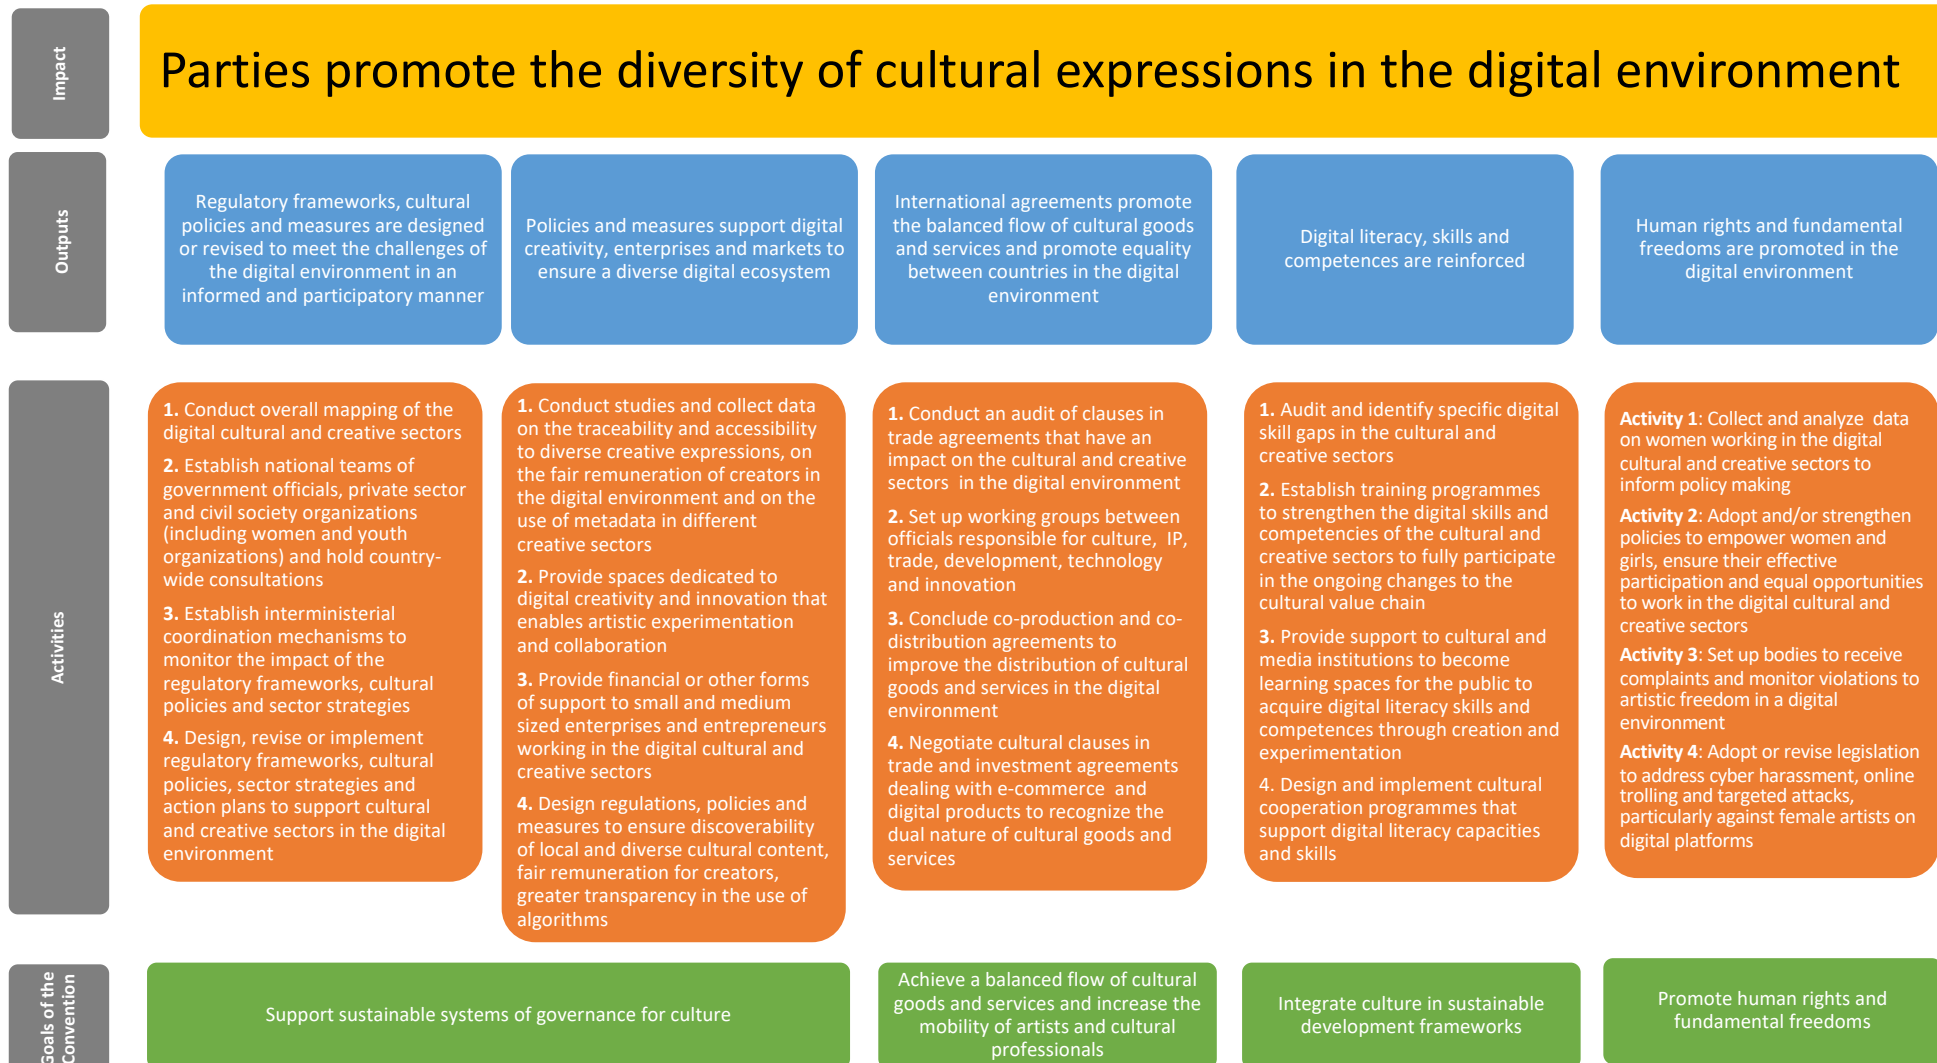 Impact
Parties promote the diversity of cultural expressions in the digital environment
Outputs
Regulatory frameworks, cultural
policies and measures are designed
or revised to meet the challenges of
the digital environment in an
informed and participatory manner
Policies and measures support digital
creativity, enterprises and markets to
ensure a diverse digital ecosystem
International agreements promote
the balanced flow of cultural goods
and services and promote equality
between countries in the digital
environment
Digital literacy, skills and
competences are reinforced
Human rights and fundamental
freedoms are promoted in the
digital environment
Activities
1. Conduct overall mapping of the
digital cultural and creative sectors
2. Establish national teams of
government officials, private sector
and civil society organizations
(including women and youth
organizations) and hold country-
wide consultations
3. Establish interministerial
coordination mechanisms to
monitor the impact of the
regulatory frameworks, cultural
policies and sector strategies
4. Design, revise or implement
regulatory frameworks, cultural
policies, sector strategies and
action plans to support cultural
and creative sectors in the digital
environment
1. Conduct studies and collect data
on the traceability and accessibility
to diverse creative expressions, on
the fair remuneration of creators in
the digital environment and on the
use of metadata in different
creative sectors
2. Provide spaces dedicated to
digital creativity and innovation that
enables artistic experimentation
and collaboration
3. Provide financial or other forms
of support to small and medium
sized enterprises and entrepreneurs
working in the digital cultural and
creative sectors
4. Design regulations, policies and
measures to ensure discoverability
of local and diverse cultural content,
fair remuneration for creators,
greater transparency in the use of
algorithms
1. Conduct an audit of clauses in
trade agreements that have an
impact on the cultural and creative
sectors in the digital environment
2. Set up working groups between
officials responsible for culture, IP,
trade, development, technology
and innovation
3. Conclude co-production and co-
distribution agreements to
improve the distribution of cultural
goods and services in the digital
environment
4. Negotiate cultural clauses in
trade and investment agreements
dealing with e-commerce and
digital products to recognize the
dual nature of cultural goods and
services
1. Audit and identify specific digital
skill gaps in the cultural and
creative sectors
2. Establish training programmes
to strengthen the digital skills and
competencies of the cultural and
creative sectors to fully participate
in the ongoing changes to the
cultural value chain
3. Provide support to cultural and
media institutions to become
learning spaces for the public to
acquire digital literacy skills and
competences through creation and
experimentation
4. Design and implement cultural
cooperation programmes that
support digital literacy capacities
and skills
Activity 1: Collect and analyze data
on women working in the digital
cultural and creative sectors to
inform policy making
Activity 2: Adopt and/or strengthen
policies to empower women and
girls, ensure their effective
participation and equal opportunities
to work in the digital cultural and
creative sectors
Activity 3: Set up bodies to receive
complaints and monitor violations to
artistic freedom in a digital
environment
Activity 4: Adopt or revise legislation
to address cyber harassment, online
trolling and targeted attacks,
particularly against female artists on
digital platforms
Goals of the
Convention
Support sustainable systems of governance for culture
Achieve a balanced flow of cultural
goods and services and increase the
mobility of artists and cultural
professionals
Integrate culture in sustainable
development frameworks
Promote human rights and
fundamental freedoms